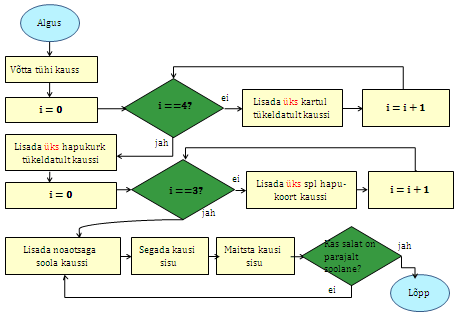 Algus
Võtta tühi kauss
i = 0
i ==4?
ei
Lisada üks kartul
tükeldatult kaussi
i = i + 1
jah
Lisada üks hapukurk
tükeldatult kaussi
i = 0
i ==3?
ei
Lisada üks spl hapu-
koort kaussi
i = i + 1
jah
Lisada noaotsaga
soola kaussi
Segada kausi
sisu
Maitsta kausi
sisu
Kas salat on
parajalt
soolane?
jah
ei
Lõpp